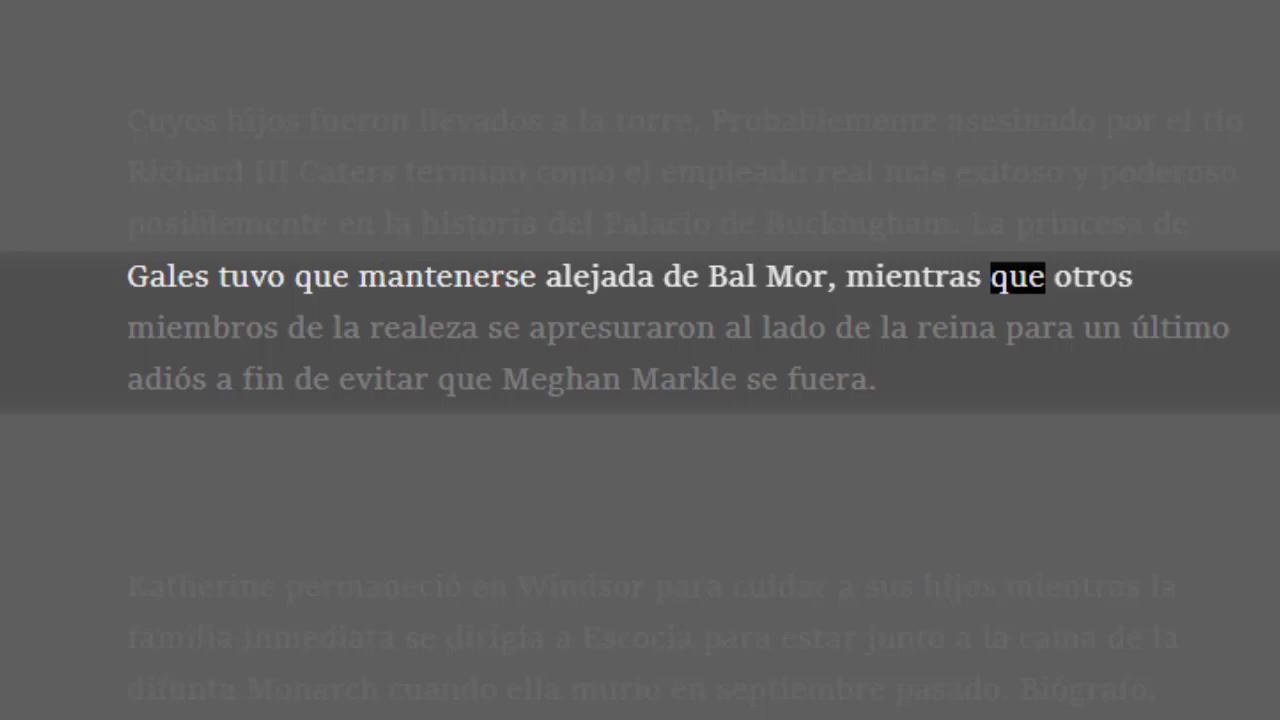 Cuyos hijos fueron llevados a la torre. Probablemente asesinado por el tío
Richard III Caters terminó como el empleado real más exitoso y poderoso
posiblemente en la historia del Palacio de Buckingham. La princesa de
Gales tuvo que mantenerse alejada de Bal Mor, mientras que otros
miembros de la realeza se apresuraron al lado de la reina para un último
adiós a fin de evitar que Meghan Markle se fuera.
Katherine permaneció en Windsor para cuidar a sus hijos mientras la
familia inmediata se dirigía a Escocia para estar junto a la cama de la
difunta Monarch cuando ella murió en septiembre pasado. Biógrafo,